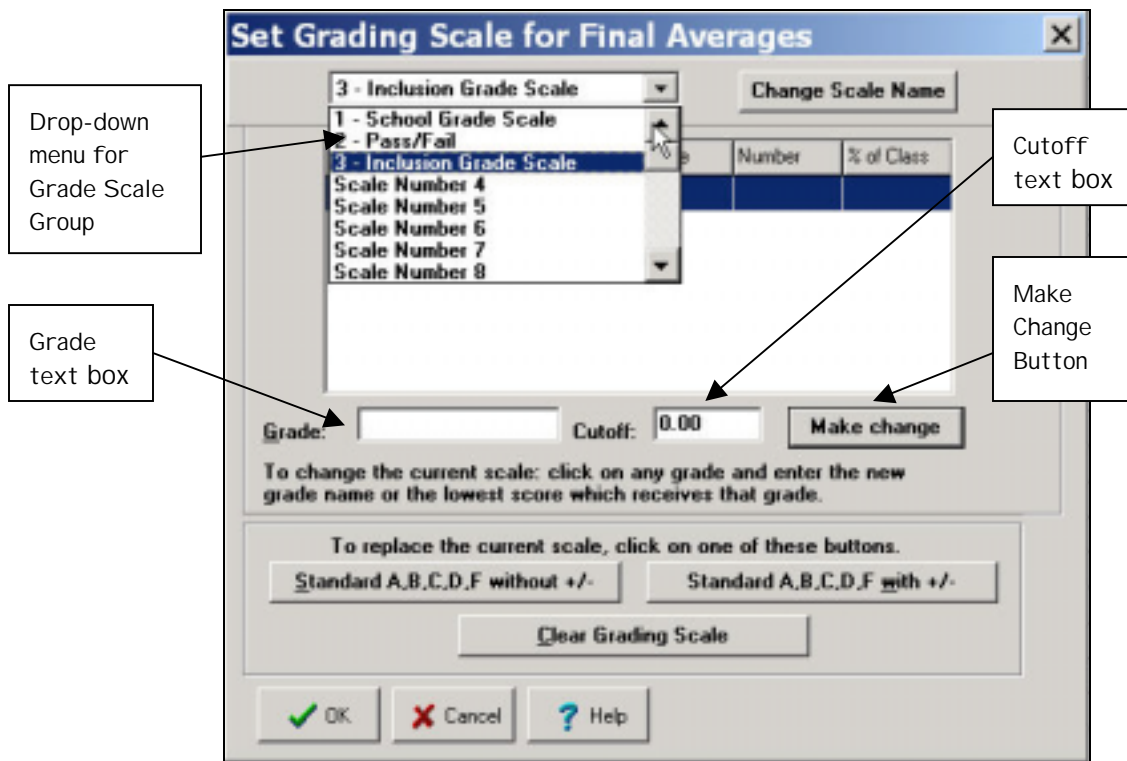 Set Grading Scale for Final Averages
3 - Inclusion Grade Scale
Change Scale Name
1 - School Grade Scale
2 - Pass/Fail
3 - Inclusion Grade Scale
Scale Number 4
Scale Number 5
Scale Number 6
Scale Number 7
Scale Number 8
Number
% of Class
Drop-down
menu for
Grade Scale
Group
Cutoff
text box
Grade
text box
Make
Change
Button
Grade:
Cutoff:
0.00
Make change
To change the current scale: click on any grade and enter the new
grade name or the lowest score which receives that grade.
To replace the current scale, click on one of these buttons.
Standard A,B,C,D,F without +/-
Standard A,B,C,D,F with +/-
Clear Grading Scale
OK
Cancel
? Help